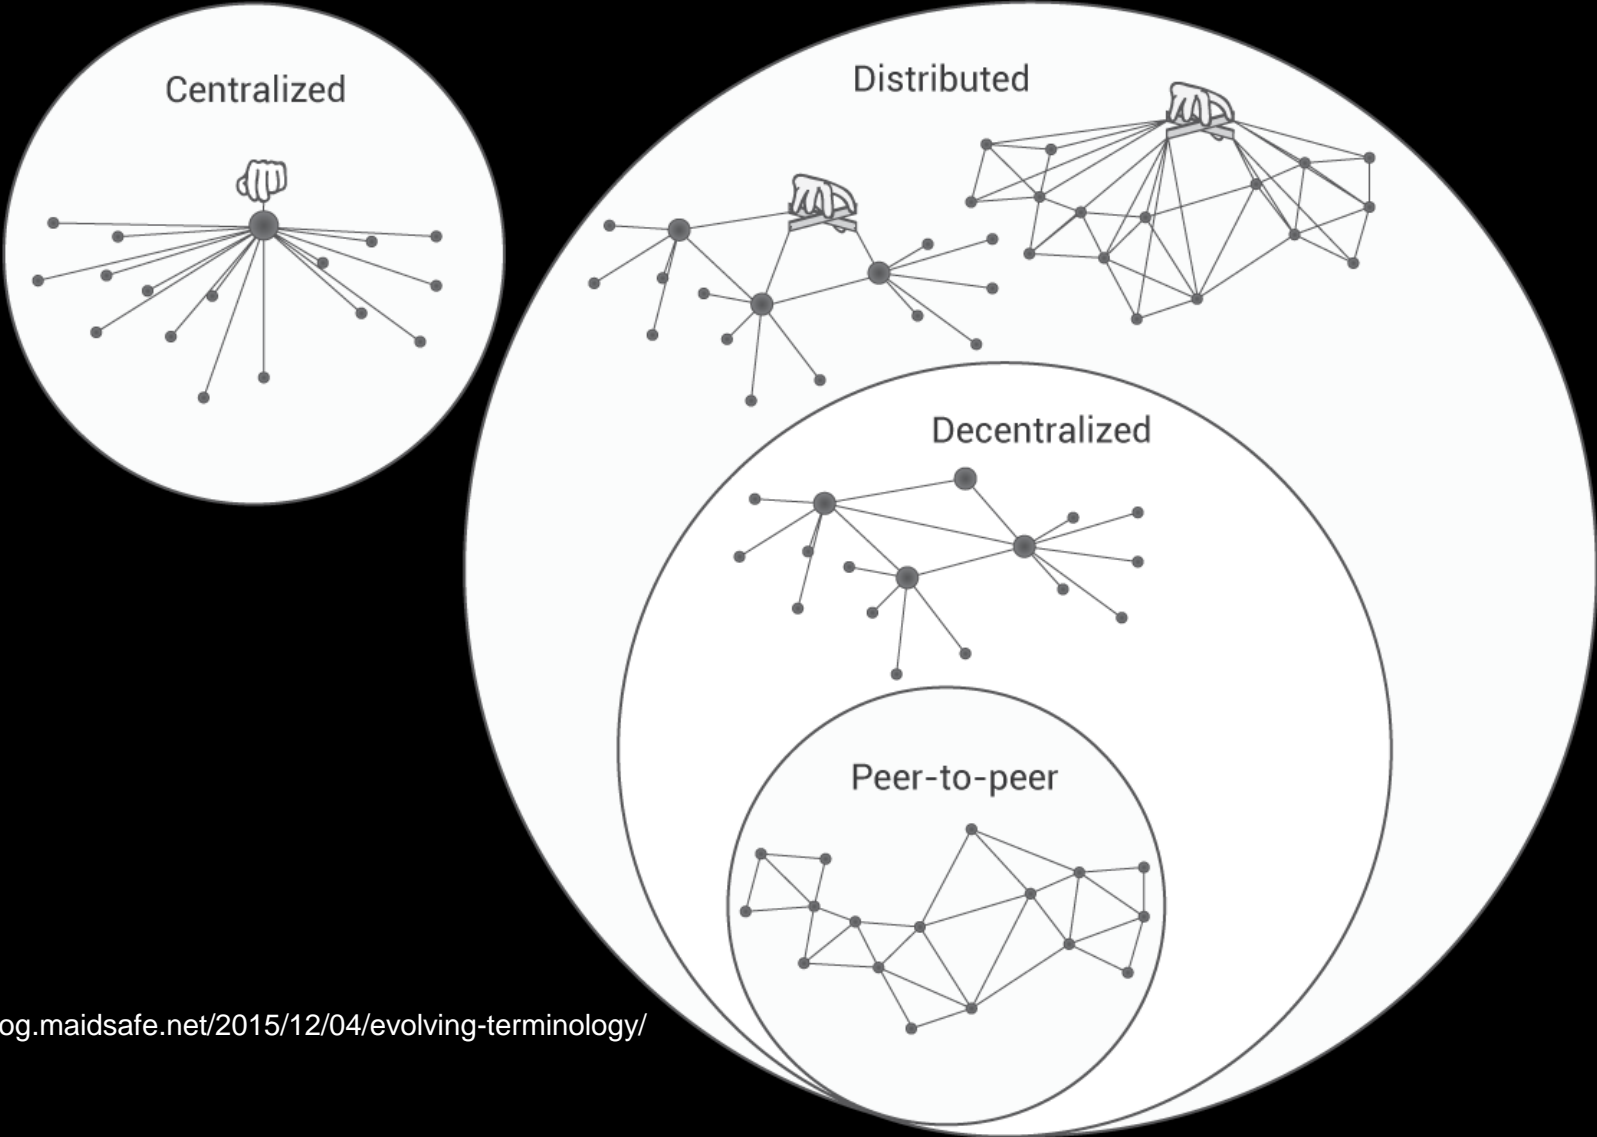 Centralized
Distributed
Decentralized
Peer-to-peer
og.maidsafe.net/2015/12/04/evolving-terminology/